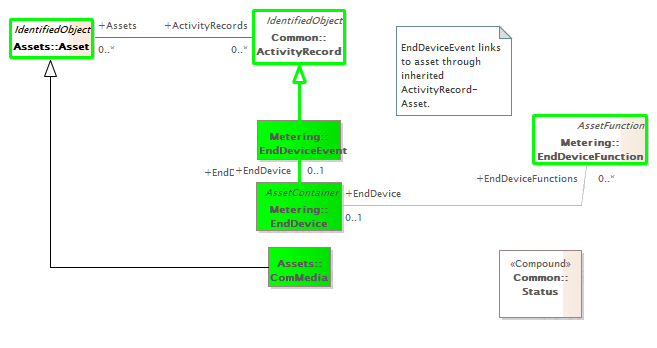 IdentifiedObject
Assets::Asset
+Assets
0..*
+ActivityRecords
0..*
IdentifiedObject
Common::
ActivityRecord
EndDeviceEvent links
to asset through
inherited
ActivityRecord-
Asset.
Metering::
EndDeviceEvent
AssetFunction
Metering::
EndDeviceFunction
+EndD
+EndDevice
0..1
+EndDeviceFunctions
0..*
AssetContainer
Metering::
EndDevice
+EndDevice
0..1
Assets::
ComMedia
«Compound»
Common::
Status